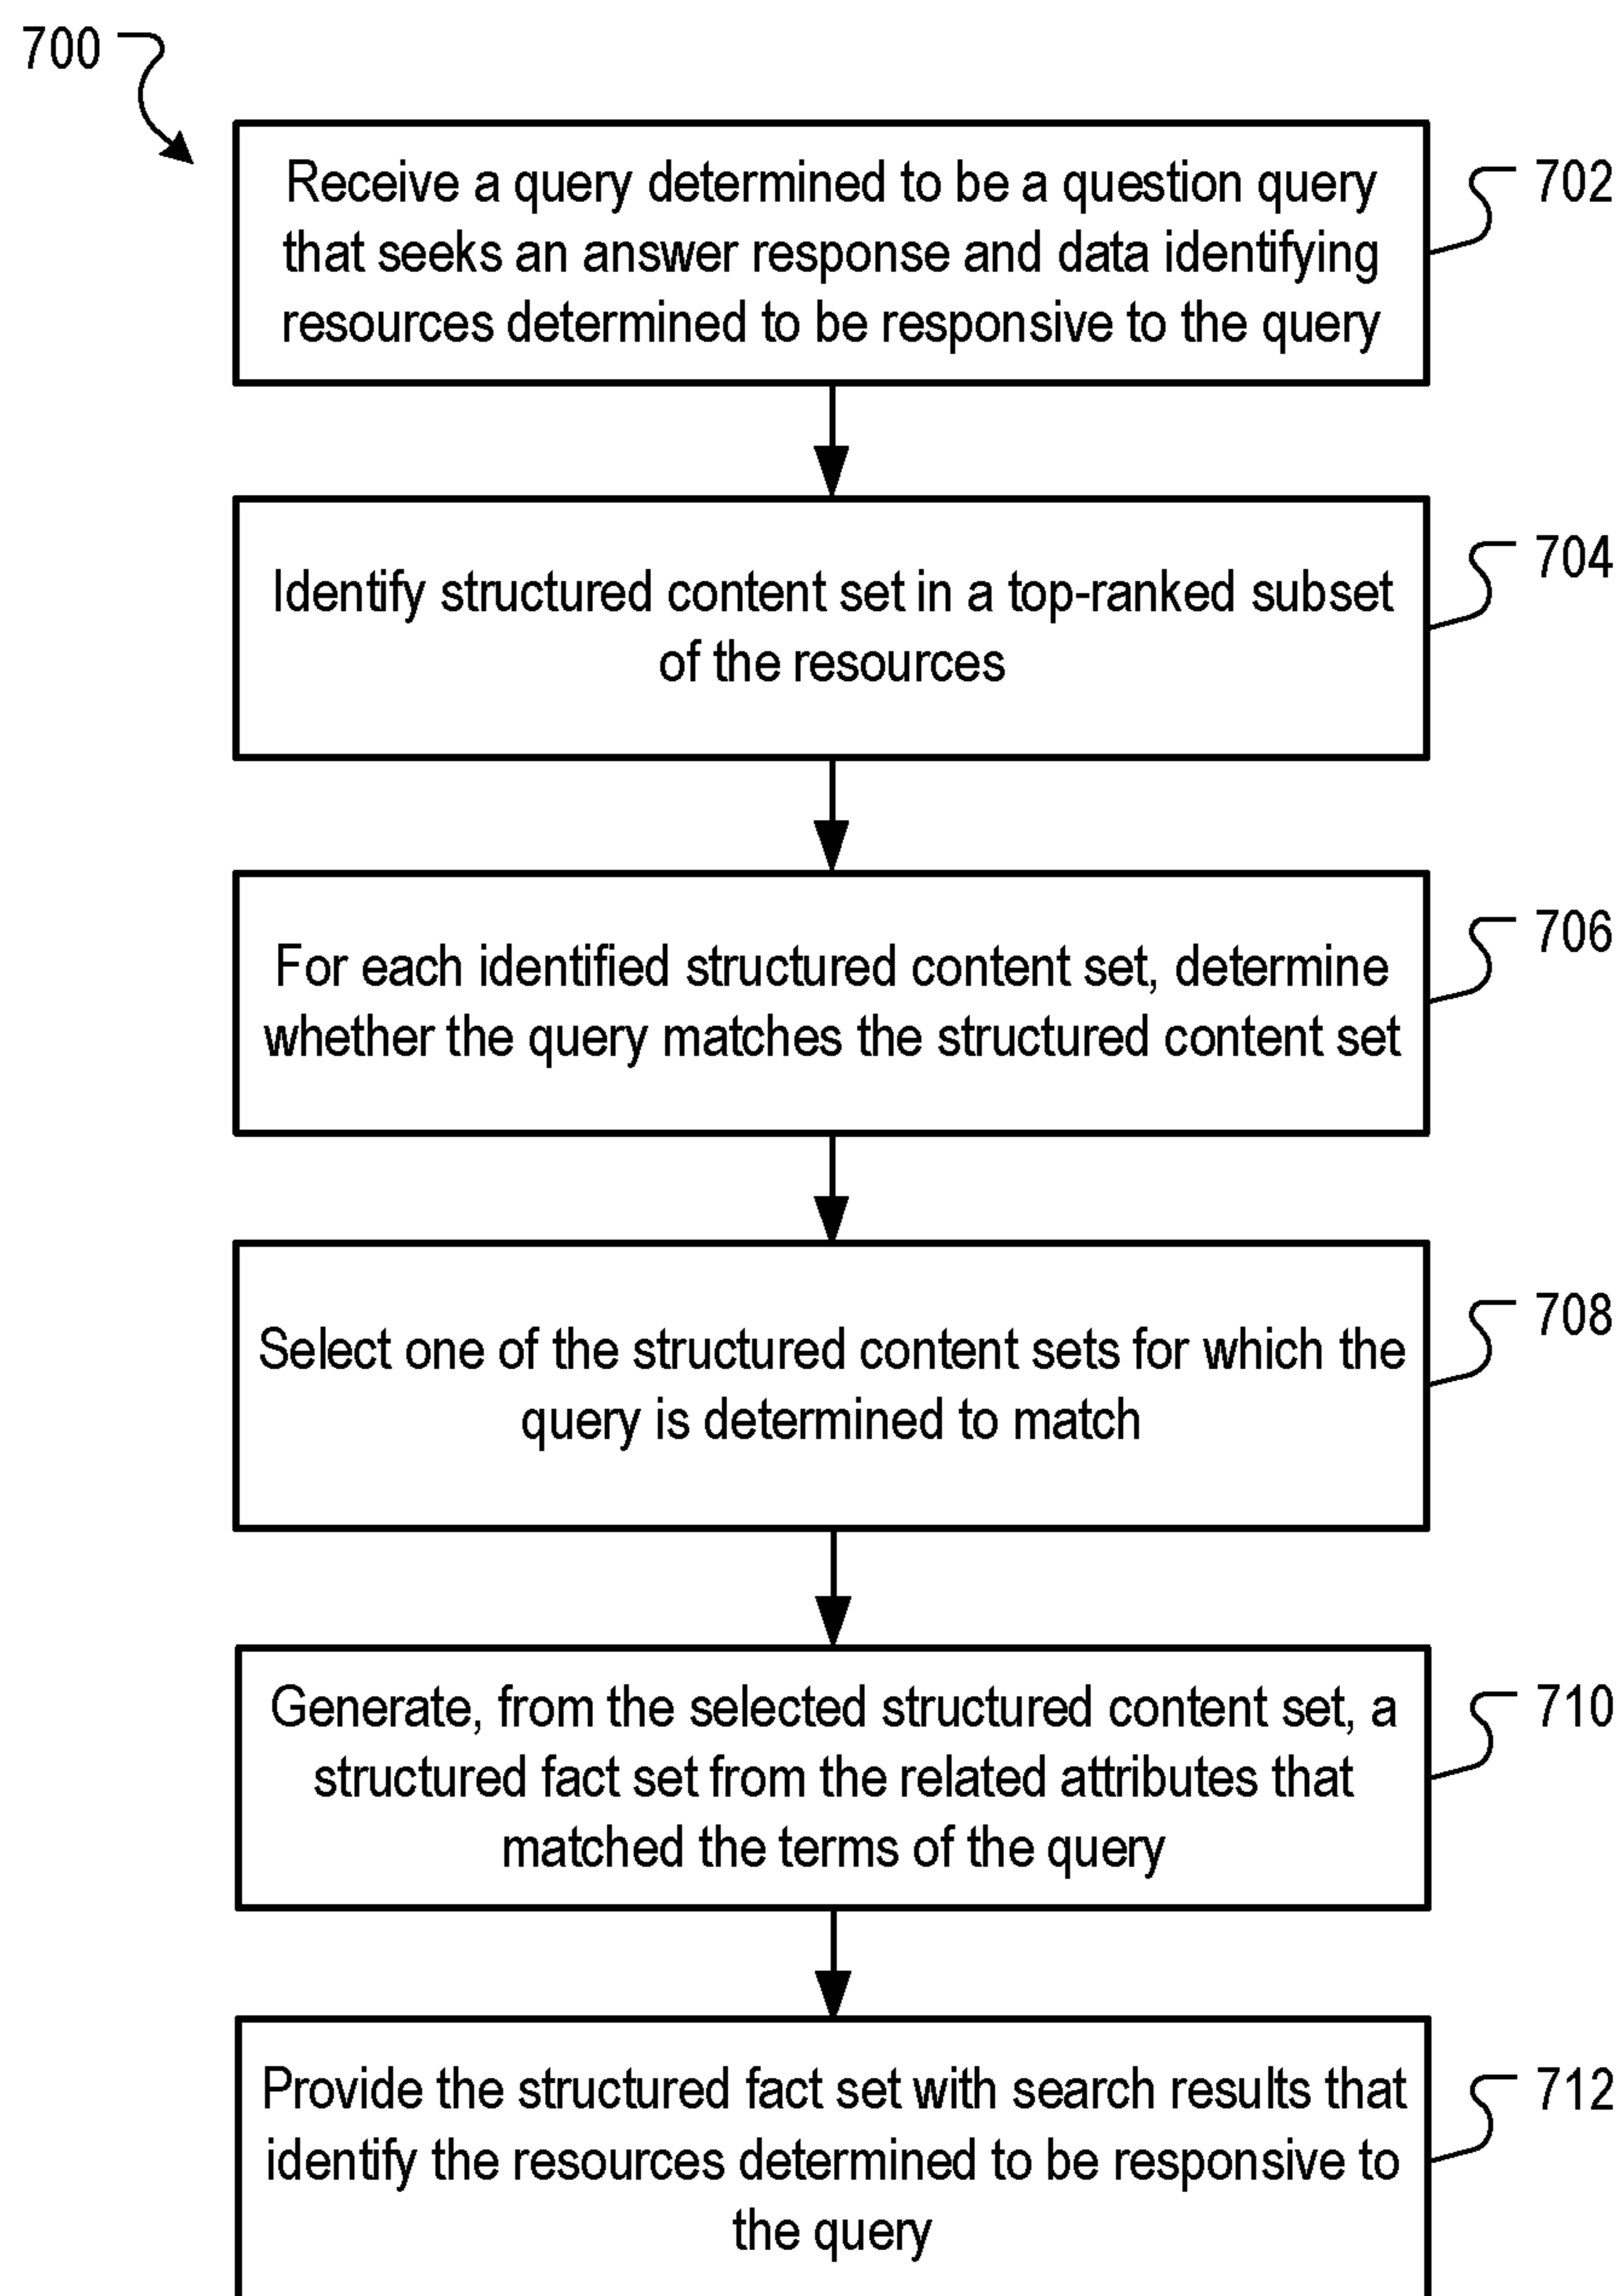 700
Receive a query determined to be a question query
that seeks an answer response and data identifying
resources determined to be responsive to the query
702
Identify structured content set in a top-ranked subset
of the resources
704
For each identified structured content set, determine
whether the query matches the structured content set
706
Select one of the structured content sets for which the
query is determined to match
708
Generate, from the selected structured content set, a
structured fact set from the related attributes that
matched the terms of the query
710
Provide the structured fact set with search results that
identify the resources determined to be responsive to
the query
712